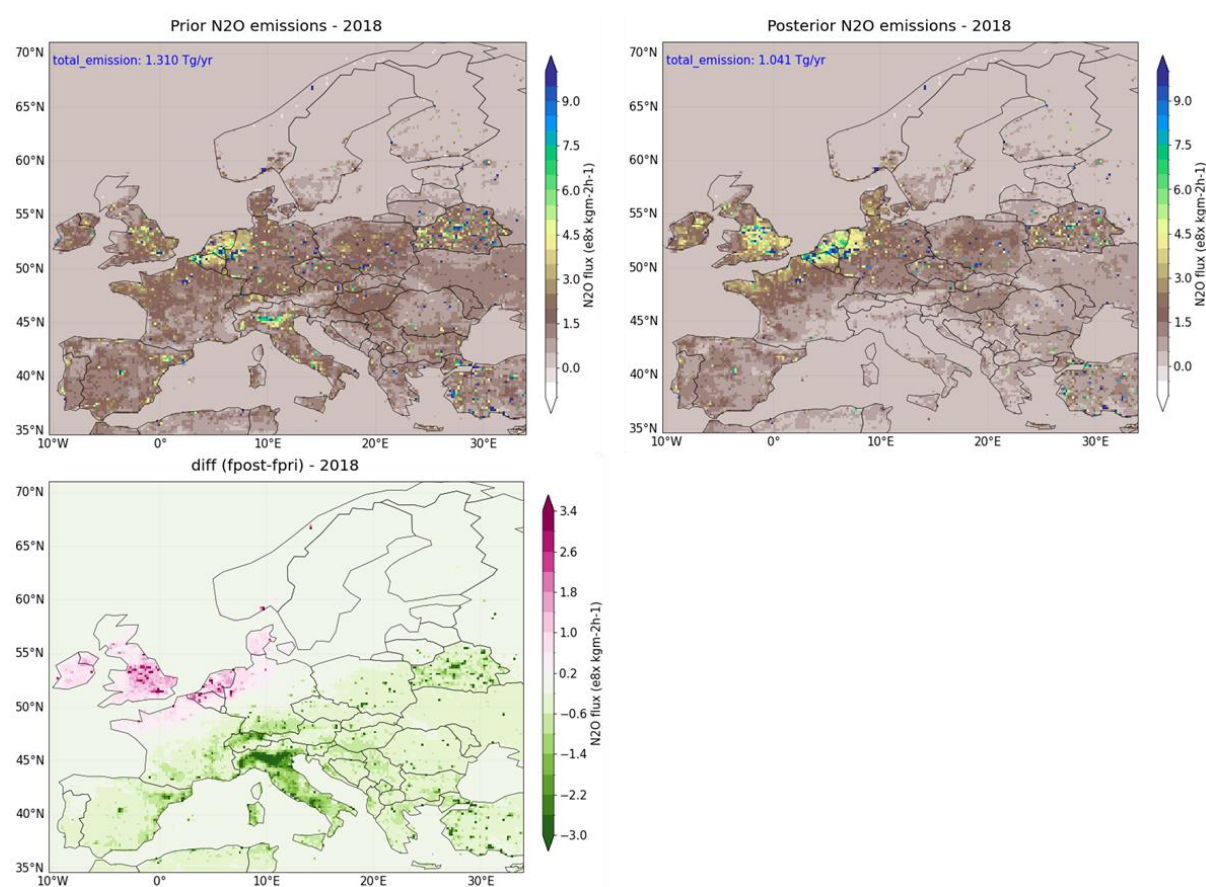 Prior N2O emissions - 2018
total_emission: 1.310 Tg/yr
70°N
65°N
60°N
55°N
50°N
45°N
40°N
35°N
10°W 0° 10°E 20°E 30°E
9.0
7.5
6.0
4.5
3.0
1.5
0.0
N2O flux (e8x kgm-2h-1)
Posterior N2O emissions - 2018
total_emission: 1.041 Tg/yr
70°N
65°N
60°N
55°N
50°N
45°N
40°N
35°N
10°W 0° 10°E 20°E 30°E
9.0
7.5
6.0
4.5
3.0
1.5
0.0
N2O flux (e8x kgm-2h-1)
diff (fpost-fpri) - 2018
70°N
65°N
60°N
55°N
50°N
45°N
40°N
35°N
10°W 0° 10°E 20°E 30°E
3.4
2.6
1.8
1.0
0.2
−0.6
−1.4
−2.2
−3.0
N2O flux (e8x kgm-2h-1)